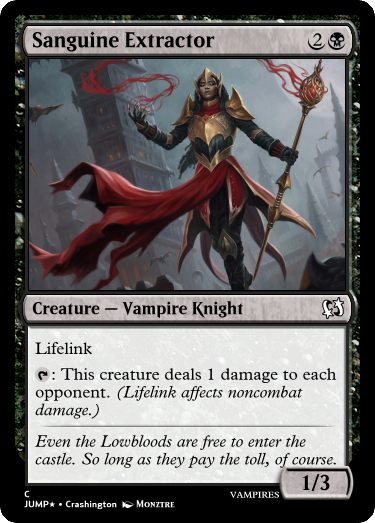 Sanguine Extractor 2
Creature — Vampire Knight
Lifelink
: This creature deals 1 damage to each
opponent. (Lifelink affects noncombat
damage.)
Even the Lowbloods are free to enter the
castle. So long as they pay the toll, of course.
1/3
C
JUMP★ • Crashington MONZTRE
VAMPIRES